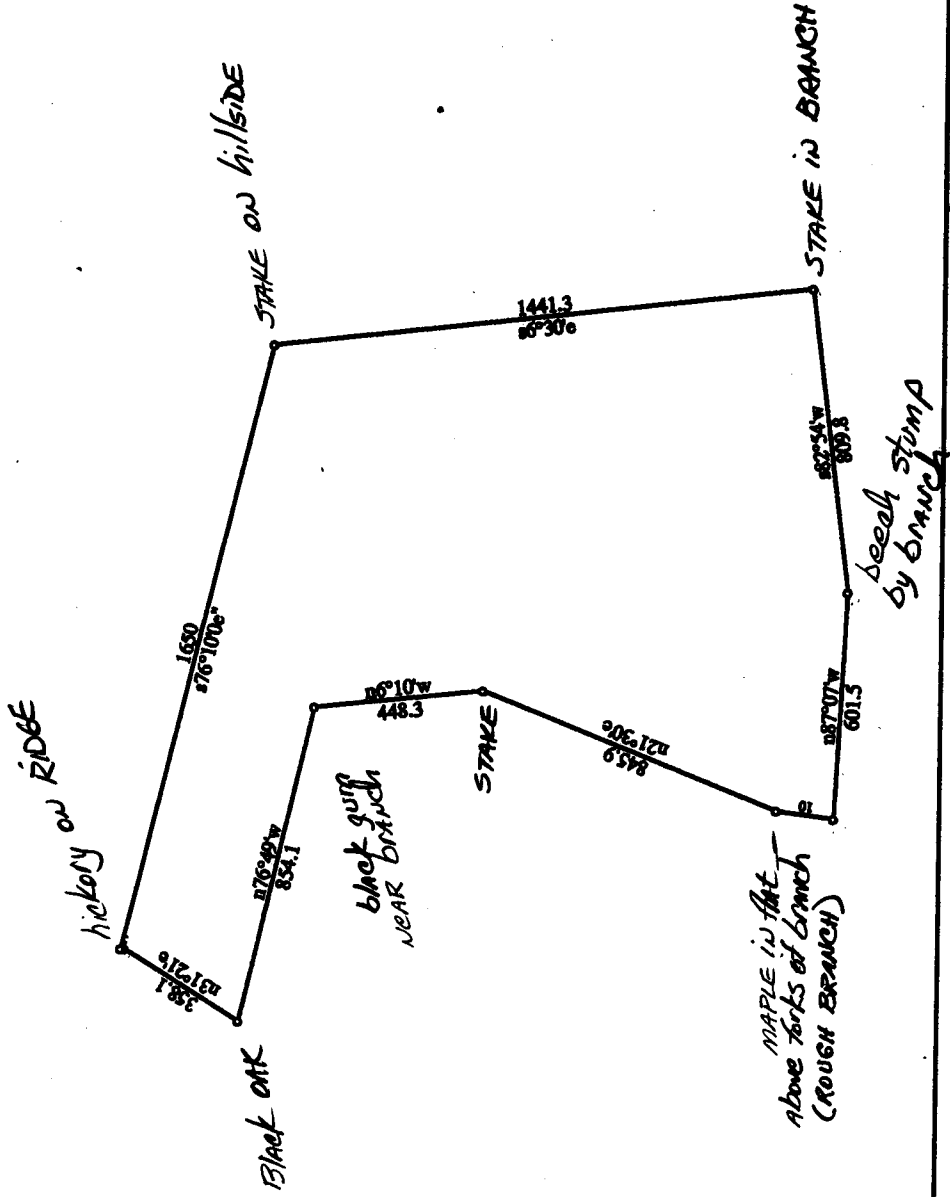 hickory on RIDGE
STAKE ON hillSIDE
STAKE IN BRANCH
1650
s76°10'0e"
1441.3
s6°30'e
n31°21'e
358.1
n76°49'w
854.1
n6°10'w
448.3
Black OAK
black gum
NEAR brANCH
STAKE
n21°30'e
845.9
s82°54'w
809.8
n87°07'w
601.5
10
beech stump
by brANCh
MAPLE in flat
Above forks of branch
(ROUGH BRANCH)